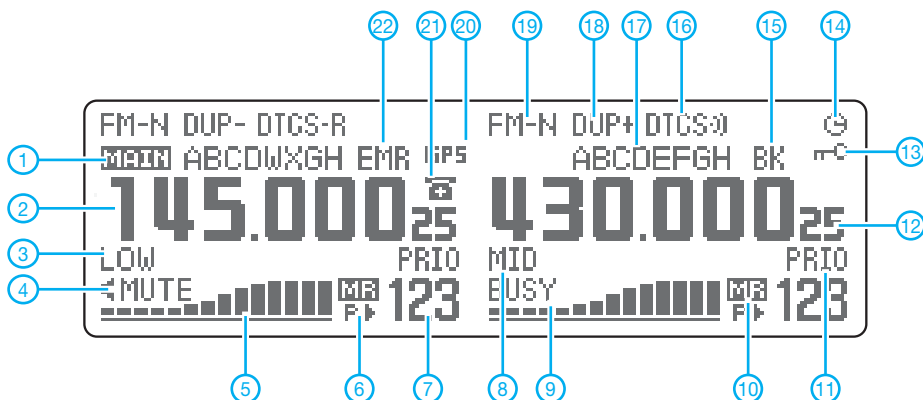 22 21 20 19 18 17 16 15 14
FM-N DUP- DTCS-R FM-N DUP+ DTCS
1 MAIN ABCDWXGH EMR GPS ABCDEFGH BK 13
2 145.000 25 430.000 25 12
3 LOW PRIO MID PRIO
4 MUTE MR 123 BUSY MR 123
P P
5 6 7 8 9 10 11